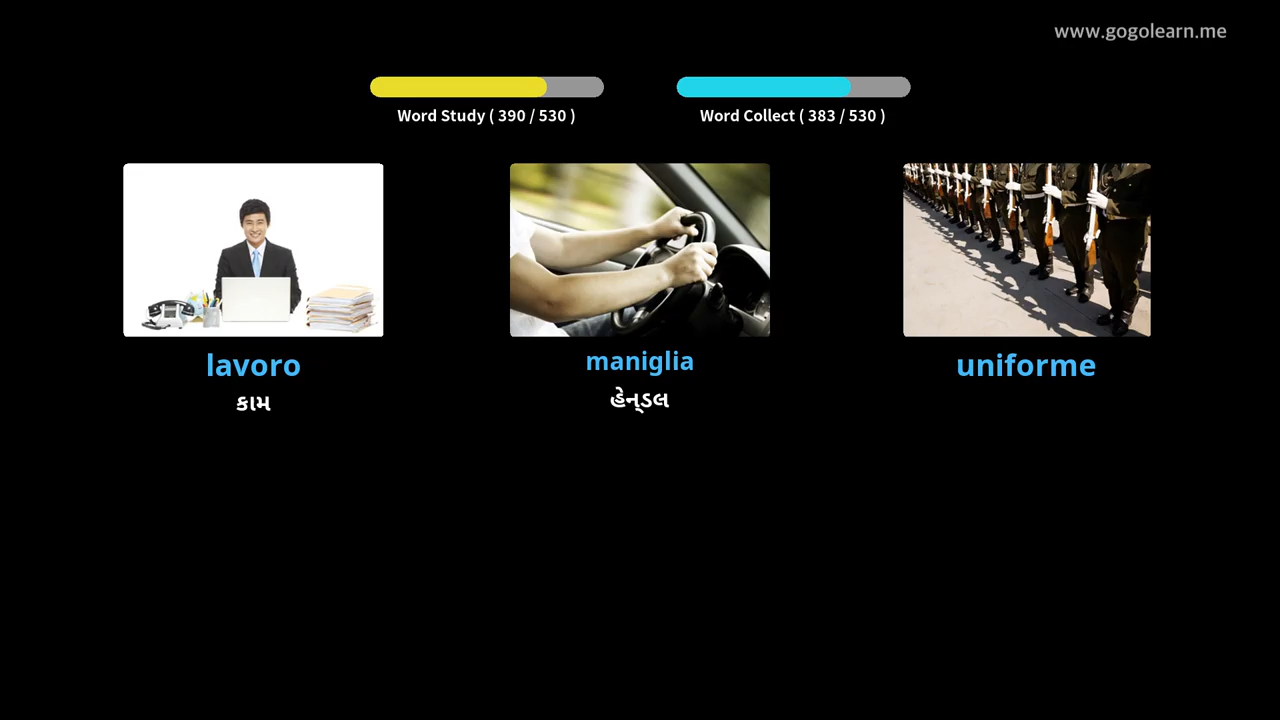 www.gogolearn.me
Word Study ( 390 / 530 )
Word Collect ( 383 / 530 )
lavoro
maniglia
uniforme
કામ
હેન્ડલ